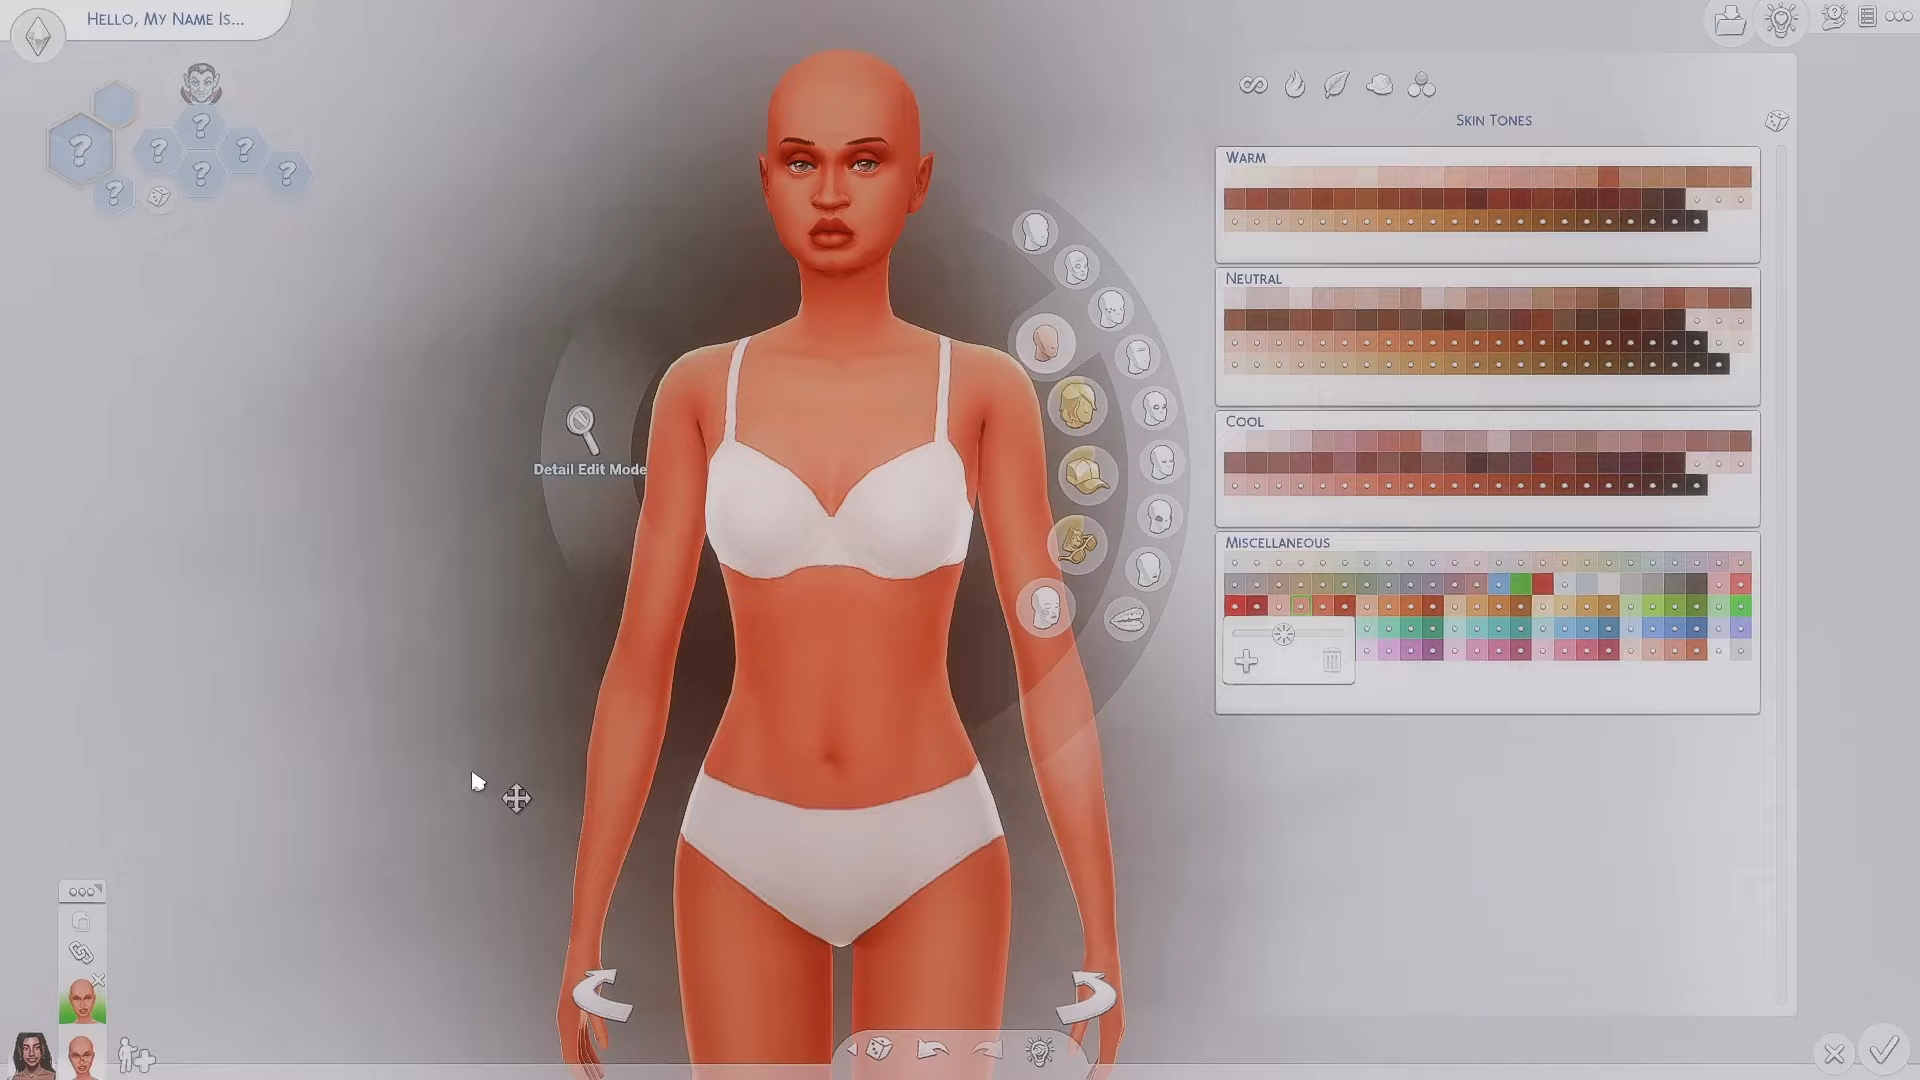 Hello, My Name Is...
Skin Tones
Warm
Neutral
Cool
Detail Edit Mode
Miscellaneous